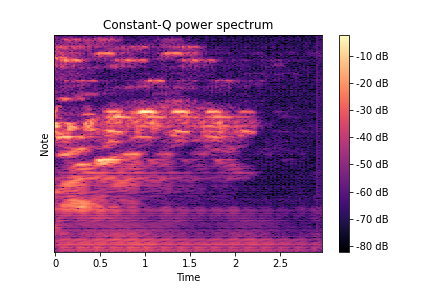 Constant-Q power spectrum
Note
-10 dB
-20 dB
-30 dB
-40 dB
-50 dB
-60 dB
-70 dB
-80 dB
0 0.5 1 1.5 2 2.5
Time